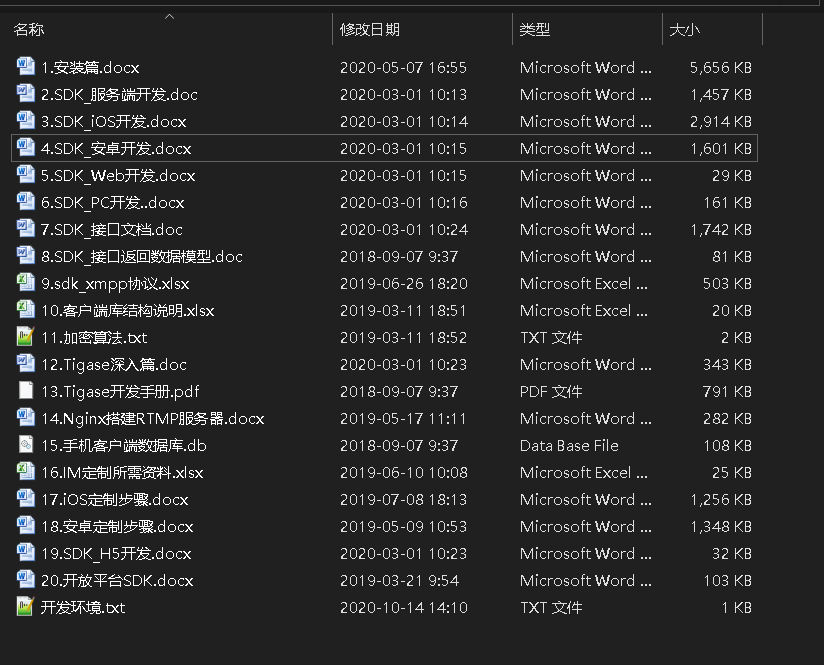 名称 修改日期 类型 大小
1.安装篇.docx 2020-05-07 16:55 Microsoft Word ... 5,656 KB
2.SDK_服务端开发.doc 2020-03-01 10:13 Microsoft Word ... 1,457 KB
3.SDK_iOS开发.docx 2020-03-01 10:14 Microsoft Word ... 2,914 KB
4.SDK_安卓开发.docx 2020-03-01 10:15 Microsoft Word ... 1,601 KB
5.SDK_Web开发.docx 2020-03-01 10:15 Microsoft Word ... 29 KB
6.SDK_PC开发..docx 2020-03-01 10:16 Microsoft Word ... 161 KB
7.SDK_接口文档.doc 2020-03-01 10:24 Microsoft Word ... 1,742 KB
8.SDK_接口返回数据模型.doc 2018-09-07 9:37 Microsoft Word ... 81 KB
9.sdk_xmpp协议.xlsx 2019-06-26 18:20 Microsoft Excel ... 503 KB
10.客户端库结构说明.xlsx 2019-03-11 18:51 Microsoft Excel ... 20 KB
11.加密算法.txt 2019-03-11 18:52 TXT 文件 2 KB
12.Tigase深入篇.doc 2020-03-01 10:23 Microsoft Word ... 343 KB
13.Tigase开发手册.pdf 2018-09-07 9:37 PDF 文件 791 KB
14.Nginx搭建RTMP服务器.docx 2019-05-17 11:11 Microsoft Word ... 282 KB
15.手机客户端数据库.db 2018-09-07 9:37 Data Base File 108 KB
16.IM定制所需资料.xlsx 2019-06-10 10:08 Microsoft Excel ... 25 KB
17.iOS定制步骤.docx 2019-07-08 18:13 Microsoft Word ... 1,256 KB
18.安卓定制步骤.docx 2019-05-09 10:53 Microsoft Word ... 1,348 KB
19.SDK_H5开发.docx 2020-03-01 10:23 Microsoft Word ... 32 KB
20.开放平台SDK.docx 2019-03-21 9:54 Microsoft Word ... 103 KB
开发环境.txt 2020-10-14 14:10 TXT 文件 1 KB